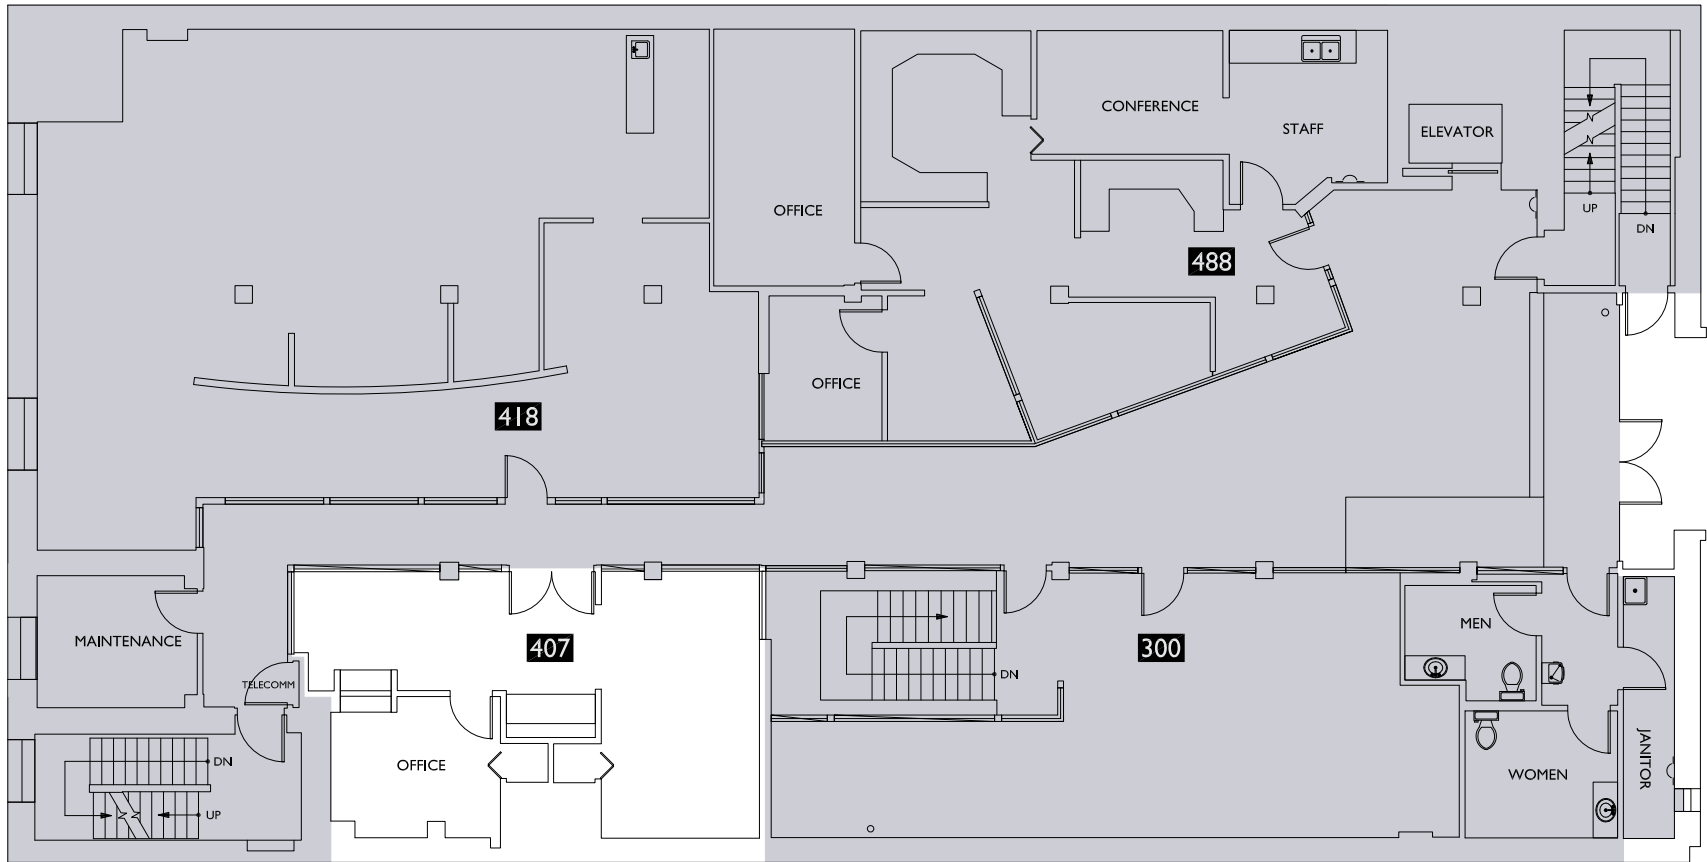 CONFERENCE
STAFF
ELEVATOR
OFFICE
UP
DN
488
OFFICE
418
MAINTENANCE
407
300
MEN
TELECOMM
DN
OFFICE
DN
UP
WOMEN
JANITOR